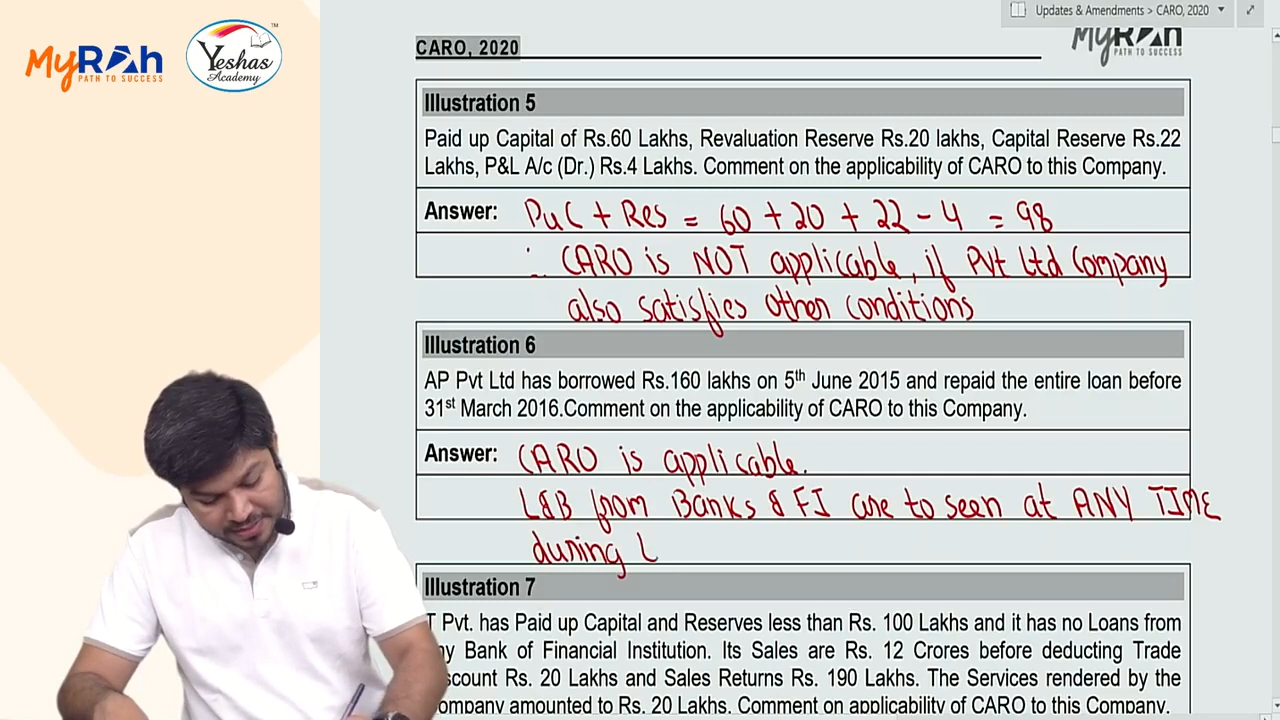 Updates & Amendments > CARO, 2020
MyRAh
PATH TO SUCCESS
Yeshas
Academy
TM
CARO, 2020
MyRAh
PATH TO SUCCESS
Illustration 5
Paid up Capital of Rs.60 Lakhs, Revaluation Reserve Rs.20 lakhs, Capital Reserve Rs.22
Lakhs, P&L A/c (Dr.) Rs.4 Lakhs. Comment on the applicability of CARO to this Company.
Answer: PuC + Res = 60 + 20 + 22 - 4 = 98
∴ CARO is NOT applicable, if Pvt Ltd Company
also satisfies other conditions
Illustration 6
AP Pvt Ltd has borrowed Rs.160 lakhs on 5th June 2015 and repaid the entire loan before
31st March 2016.Comment on the applicability of CARO to this Company.
Answer: CARO is applicable.
L&B from Banks & FI are to seen at ANY TIME
during
Illustration 7
T Pvt. has Paid up Capital and Reserves less than Rs. 100 Lakhs and it has no Loans from
ny Bank of Financial Institution. Its Sales are Rs. 12 Crores before deducting Trade
scount Rs. 20 Lakhs and Sales Returns Rs. 190 Lakhs. The Services rendered by the
ompany amounted to Rs. 20 Lakhs. Comment on applicability of CARO to this Company.